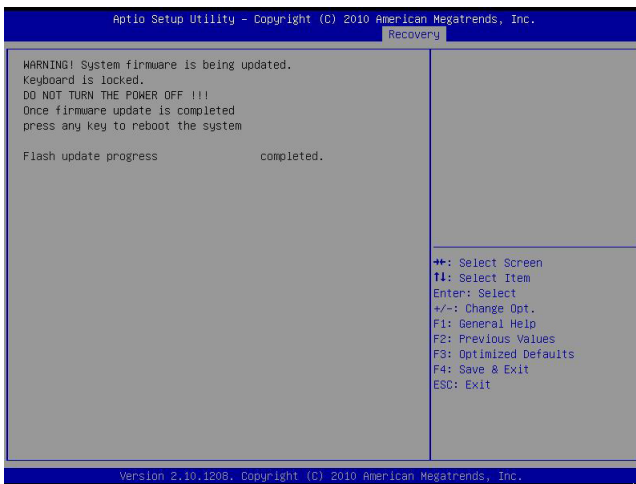 Aptio Setup Utility – Copyright (C) 2010 American Megatrends, Inc.
Recovery
WARNING! System firmware is being updated.
Keyboard is locked.
DO NOT TURN THE POWER OFF !!!
Once firmware update is completed
press any key to reboot the system
Flash update progress completed.
→←: Select Screen
↑↓: Select Item
Enter: Select
+/-: Change Opt.
F1: General Help
F2: Previous Values
F3: Optimized Defaults
F4: Save & Exit
ESC: Exit
Version 2.10.1208. Copyright (C) 2010 American Megatrends, Inc.